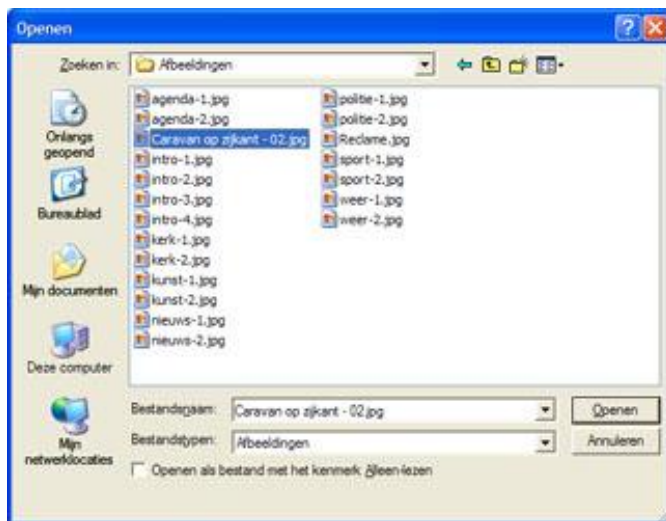 Openen
Zoeken in: Afbeeldingen
Onlangs geopend
Bureaublad
Mijn documenten
Deze computer
Mijn netwerklocaties
agenda-1.jpg
agenda-2.jpg
Caravan op zijkant - 02.jpg
intro-1.jpg
intro-2.jpg
intro-3.jpg
intro-4.jpg
kerk-1.jpg
kerk-2.jpg
kunst-1.jpg
kunst-2.jpg
nieuws-1.jpg
nieuws-2.jpg
politie-1.jpg
politie-2.jpg
Reclame.jpg
sport-1.jpg
sport-2.jpg
weer-1.jpg
weer-2.jpg
Bestandsnaam: Caravan op zijkant - 02.jpg
Openen
Bestandstypen: Afbeeldingen
Annuleren
Openen als bestand met het kenmerk Alleen-lezen